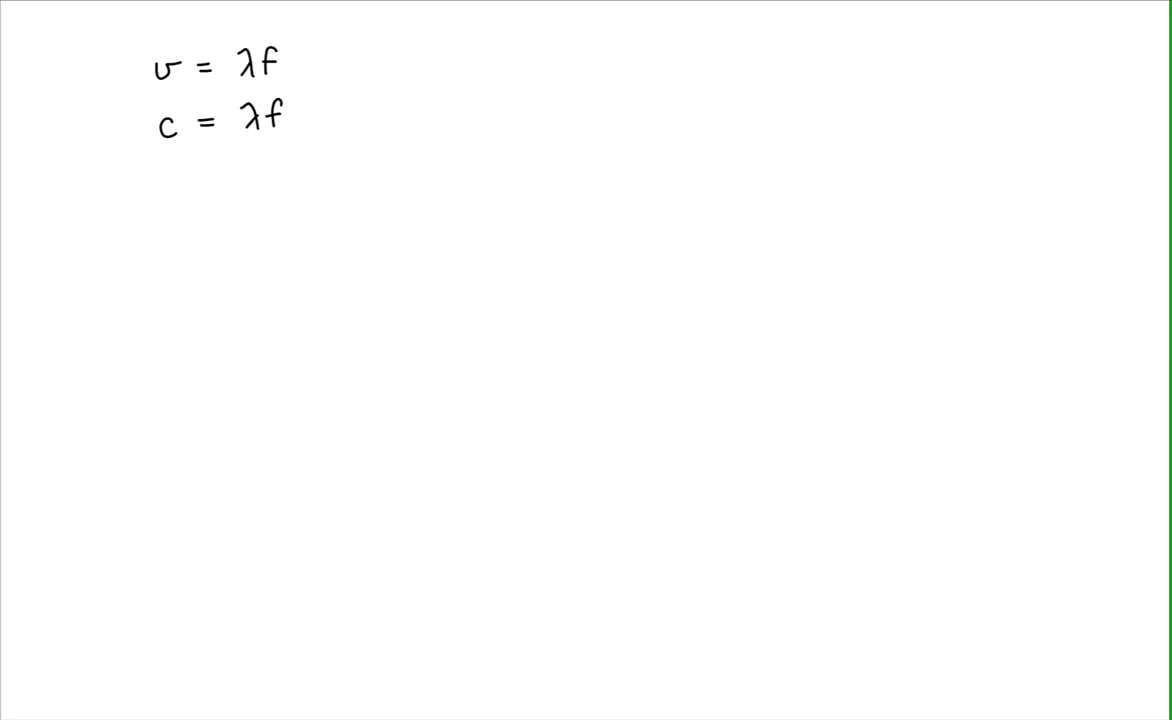 v = λf
c = λf